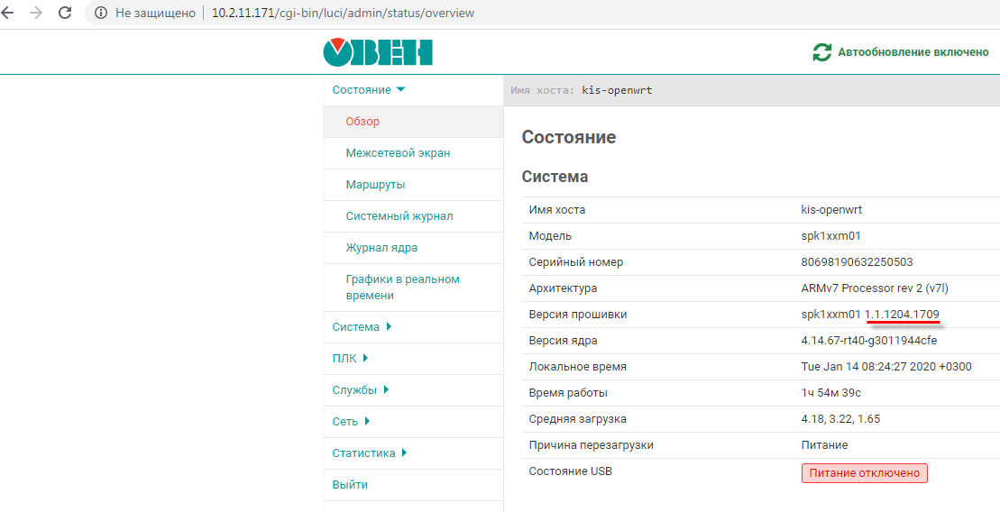 Не защищено 10.2.11.171/cgi-bin/luci/admin/status/overview
ОВЕН
Автообновление включено
Состояние
Обзор
Межсетевой экран
Маршруты
Системный журнал
Журнал ядра
Графики в реальном
времени
Система
ПЛК
Службы
Сеть
Статистика
Выйти
Имя хоста: kis-openwrt
Состояние
Система
Имя хоста kis-openwrt
Модель spk1xxm01
Серийный номер 80698190632250503
Архитектура ARMv7 Processor rev 2 (v7l)
Версия прошивки spk1xxm01 1.1.1204.1709
Версия ядра 4.14.67-rt40-g3011944cfe
Локальное время Tue Jan 14 08:24:27 2020 +0300
Время работы 1ч 54м 39с
Средняя загрузка 4.18, 3.22, 1.65
Причина перезагрузки Питание
Состояние USB Питание отключено